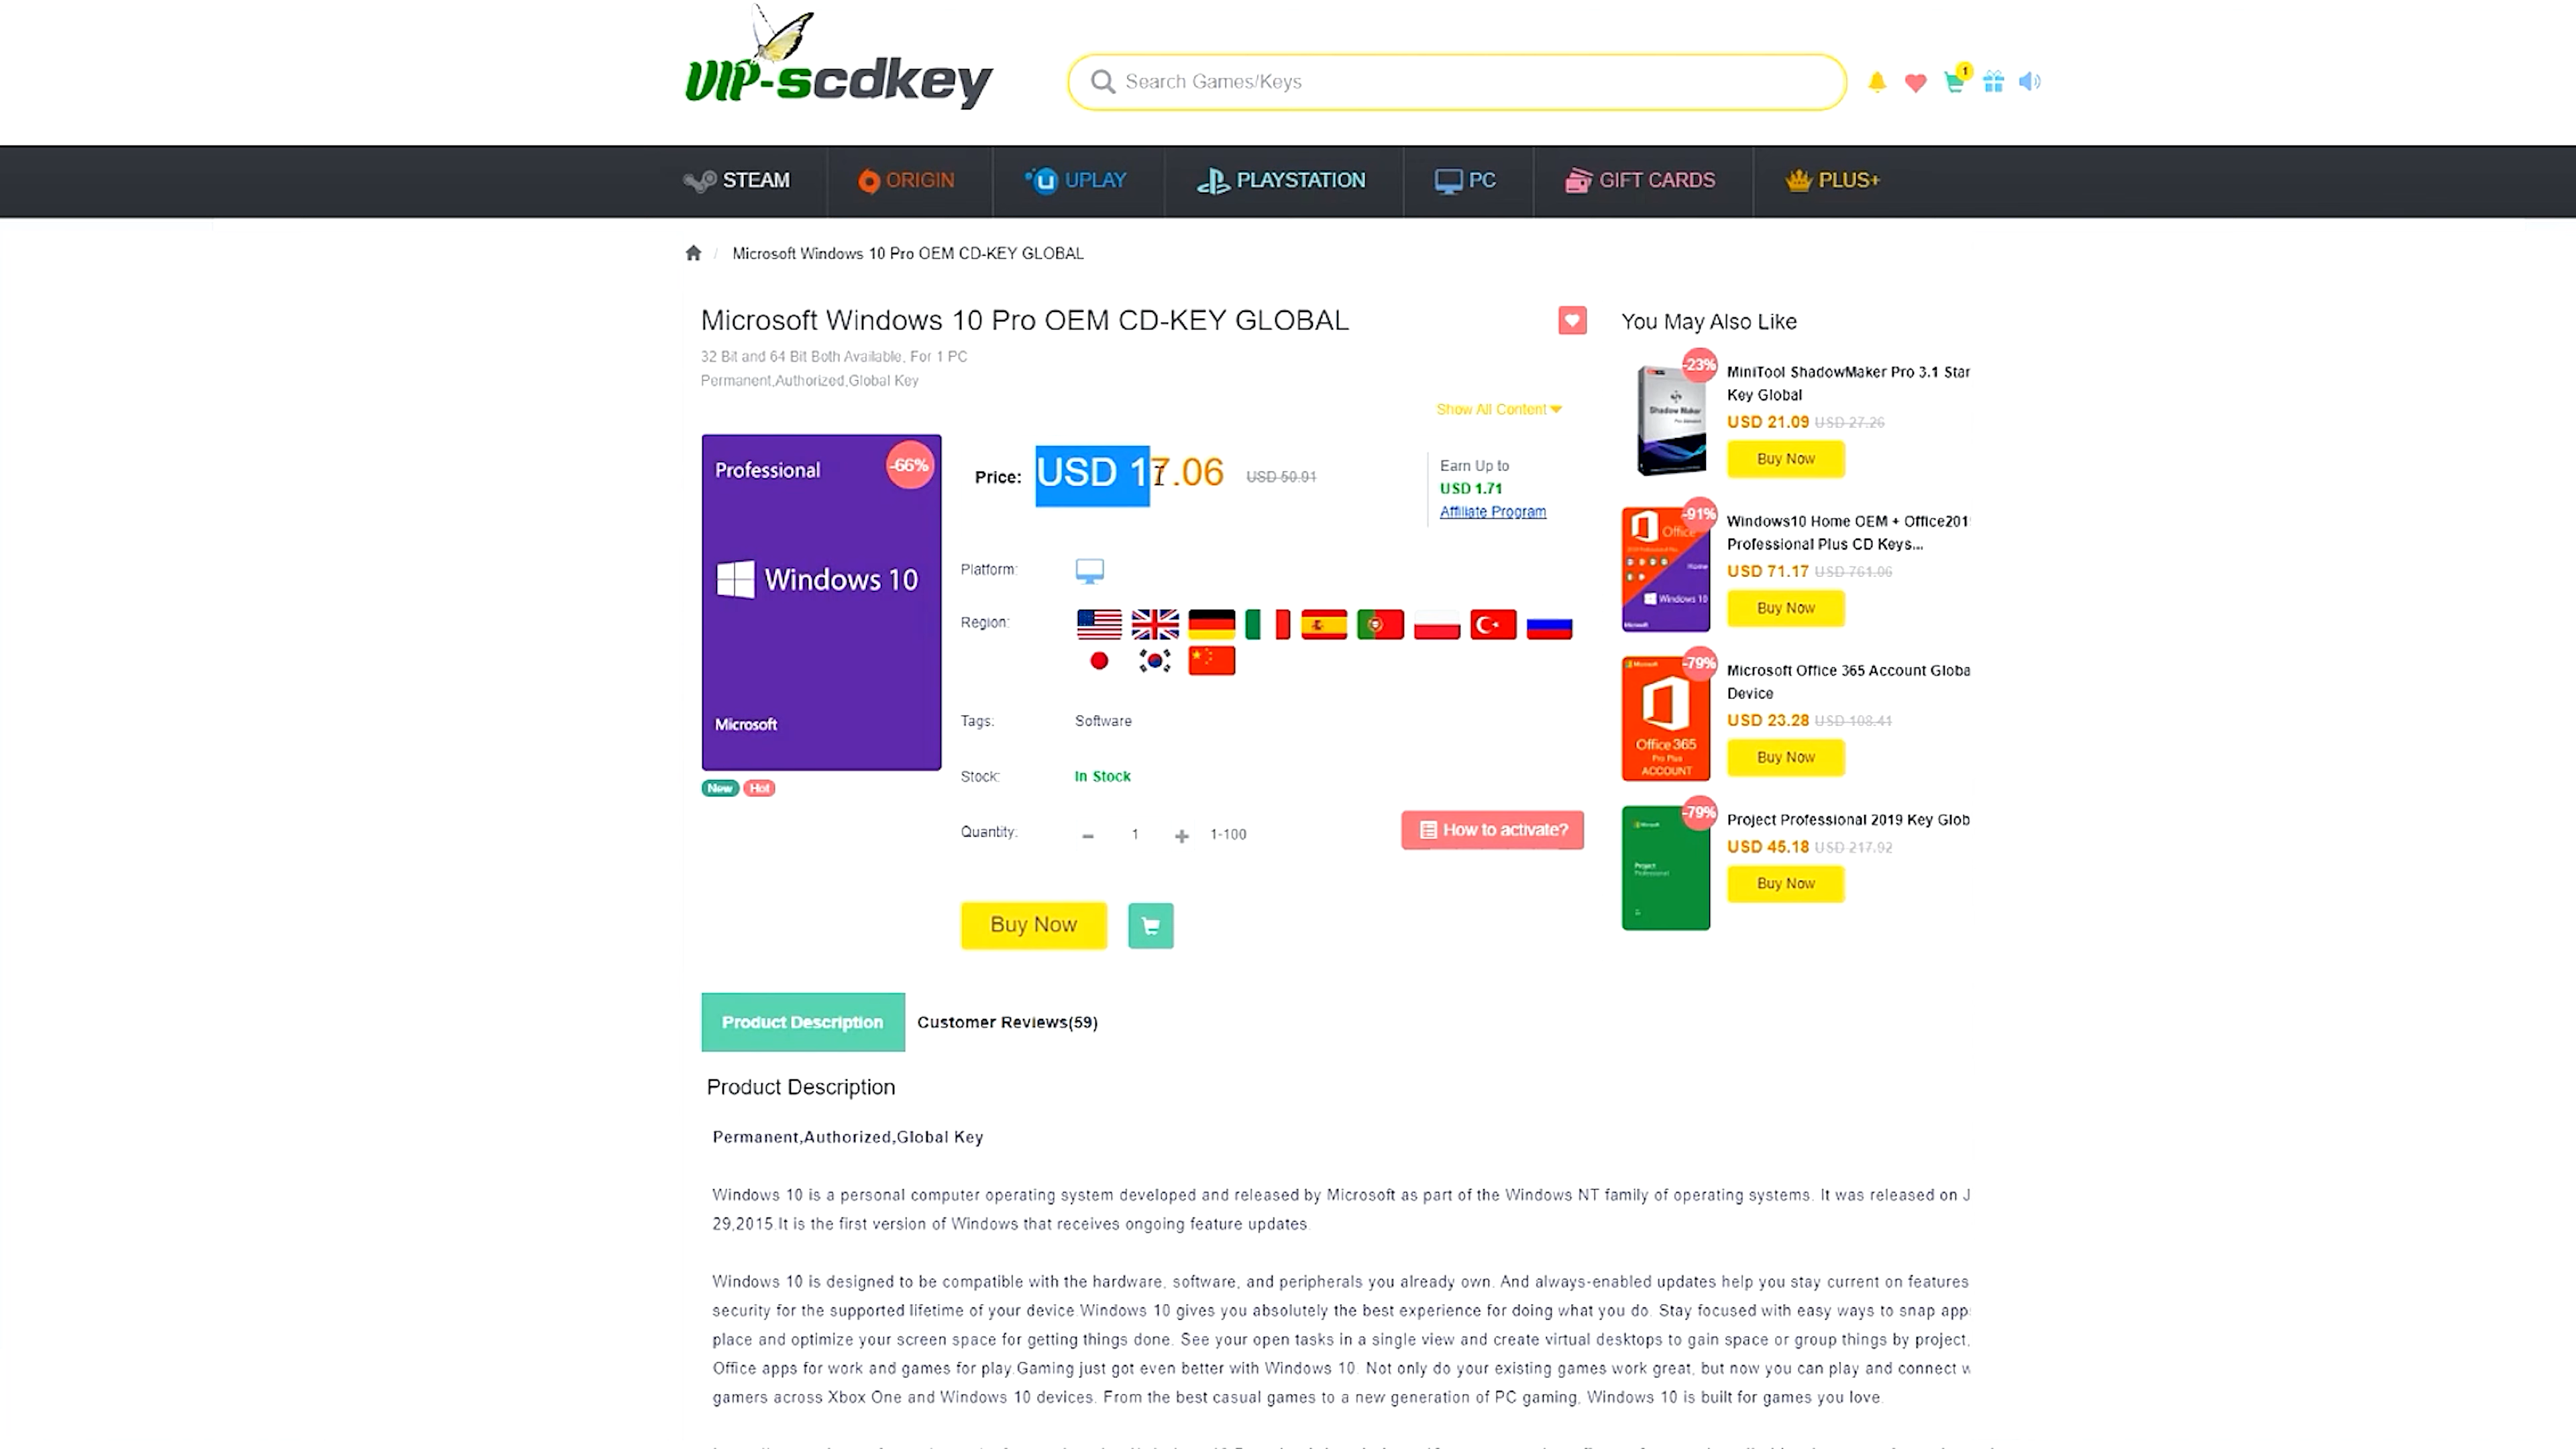 VIP-scdkey
Search Games/Keys
1
STEAM
ORIGIN
UPLAY
PLAYSTATION
PC
GIFT CARDS
PLUS+
/ Microsoft Windows 10 Pro OEM CD-KEY GLOBAL
Microsoft Windows 10 Pro OEM CD-KEY GLOBAL
32 Bit and 64 Bit Both Available, For 1 PC
Permanent,Authorized,Global Key
Show All Content
Professional
-66%
Windows 10
Microsoft
New Hot
Price: USD 17.06 USD 50.91
Earn Up to
USD 1.71
Affiliate Program
Platform:
Region:
Tags: Software
Stock: In Stock
Quantity: - 1 + 1-100
How to activate?
Buy Now
You May Also Like
-23%
Shadow Maker
MiniTool ShadowMaker Pro 3.1 Stan
Key Global
USD 21.09 USD 27.26
Buy Now
-91%
Office
Home
Windows 10
Microsoft
Windows10 Home OEM + Office201
Professional Plus CD Keys...
USD 71.17 USD 761.06
Buy Now
-79%
Microsoft
Office 365
Pro Plus
ACCOUNT
Microsoft Office 365 Account Globa
Device
USD 23.28 USD 108.41
Buy Now
-79%
Microsoft
Project
Professional
Project Professional 2019 Key Glob
USD 45.18 USD 217.92
Buy Now
Product Description
Customer Reviews(59)
Product Description
Permanent,Authorized,Global Key
Windows 10 is a personal computer operating system developed and released by Microsoft as part of the Windows NT family of operating systems. It was released on J
29,2015.It is the first version of Windows that receives ongoing feature updates.
Windows 10 is designed to be compatible with the hardware, software, and peripherals you already own. And always-enabled updates help you stay current on features
security for the supported lifetime of your device.Windows 10 gives you absolutely the best experience for doing what you do. Stay focused with easy ways to snap app
place and optimize your screen space for getting things done. See your open tasks in a single view and create virtual desktops to gain space or group things by project,
Office apps for work and games for play.Gaming just got even better with Windows 10. Not only do your existing games work great, but now you can play and connect w
gamers across Xbox One and Windows 10 devices. From the best casual games to a new generation of PC gaming, Windows 10 is built for games you love.